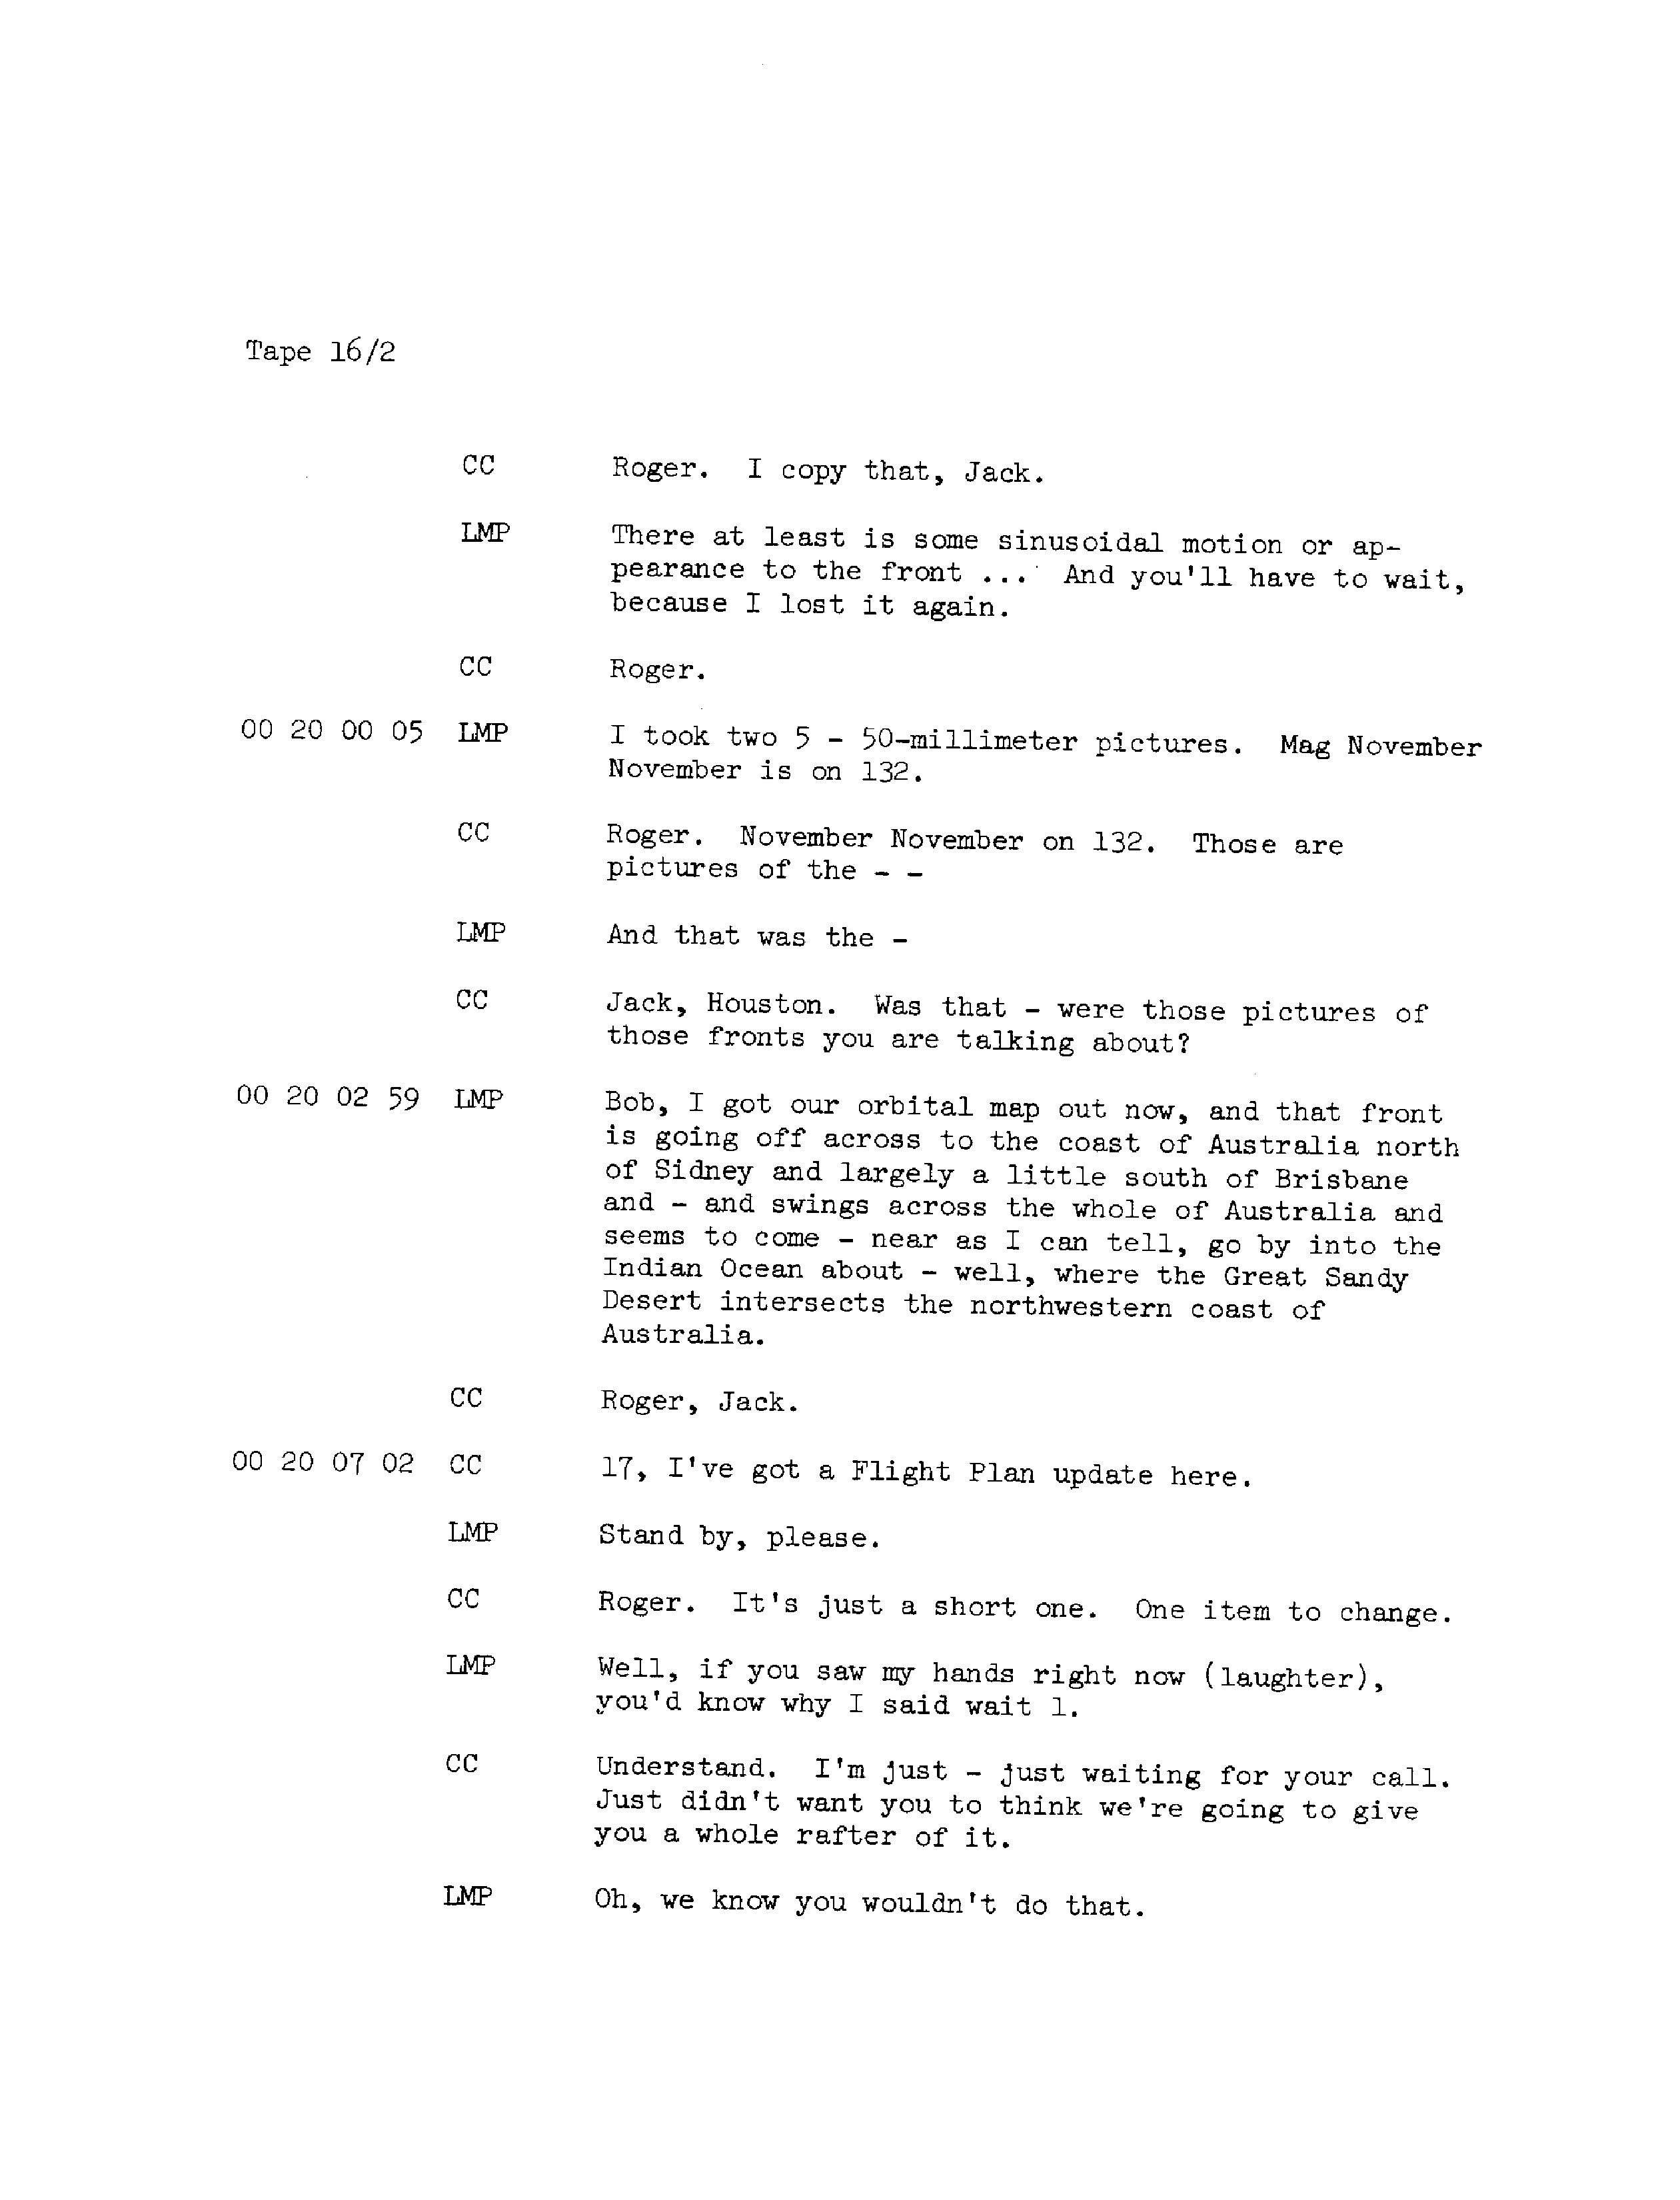 Tape 16/2
CC Roger. I copy that, Jack.
LMP There at least is some sinusoidal motion or ap-
pearance to the front ... And you'll have to wait,
because I lost it again.
CC Roger.
00 20 00 05 LMP I took two 5 - 50-millimeter pictures. Mag November
November is on 132.
CC Roger. November November on 132. Those are
pictures of the - -
LMP And that was the -
CC Jack, Houston. Was that - were those pictures of
those fronts you are talking about?
00 20 02 59 LMP Bob, I got our orbital map out now, and that front
is going off across to the coast of Australia north
of Sidney and largely a little south of Brisbane
and - and swings across the whole of Australia and
seems to come - near as I can tell, go by into the
Indian Ocean about - well, where the Great Sandy
Desert intersects the northwestern coast of
Australia.
CC Roger, Jack.
00 20 07 02 CC 17, I've got a Flight Plan update here.
LMP Stand by, please.
CC Roger. It's just a short one. One item to change.
LMP Well, if you saw my hands right now (laughter),
you'd know why I said wait 1.
CC Understand. I'm just - just waiting for your call.
Just didn't want you to think we're going to give
you a whole rafter of it.
LMP Oh, we know you wouldn't do that.